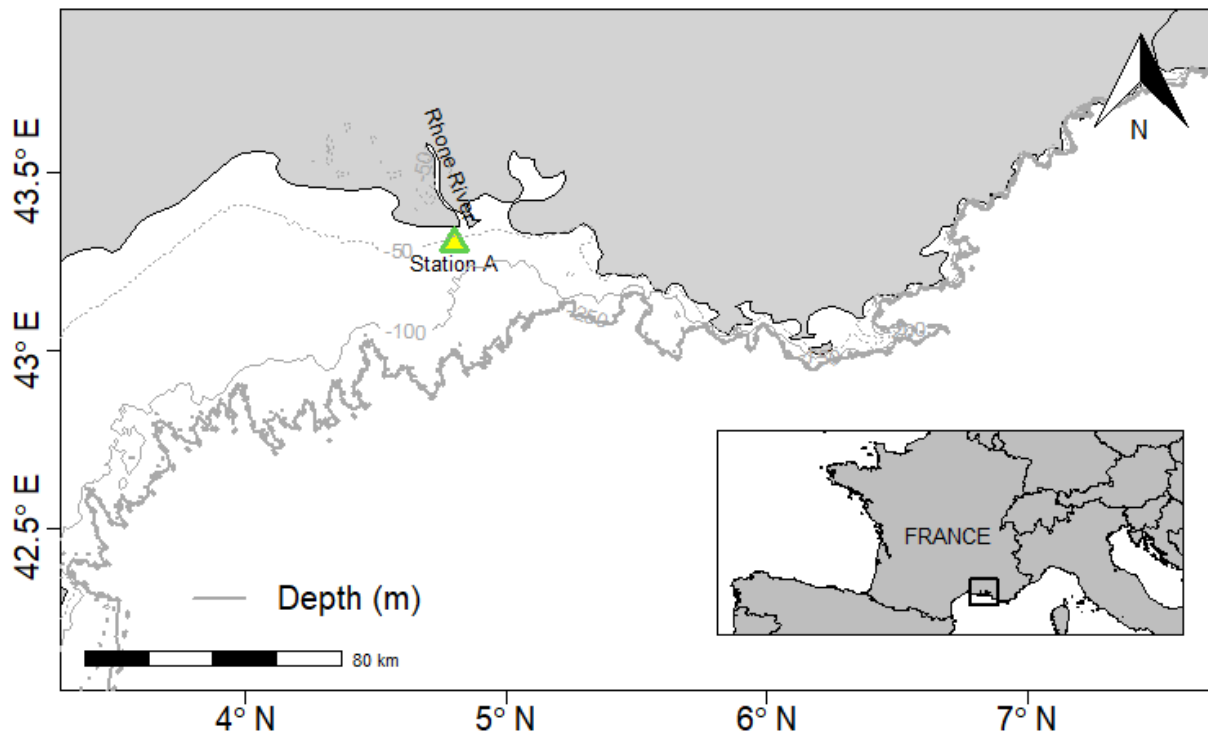 N
43.5° E
Rhone River
-50
-50
Station A
-250
-100
43° E
42.5° E
FRANCE
Depth (m)
80 km
4° N
5° N
6° N
7° N